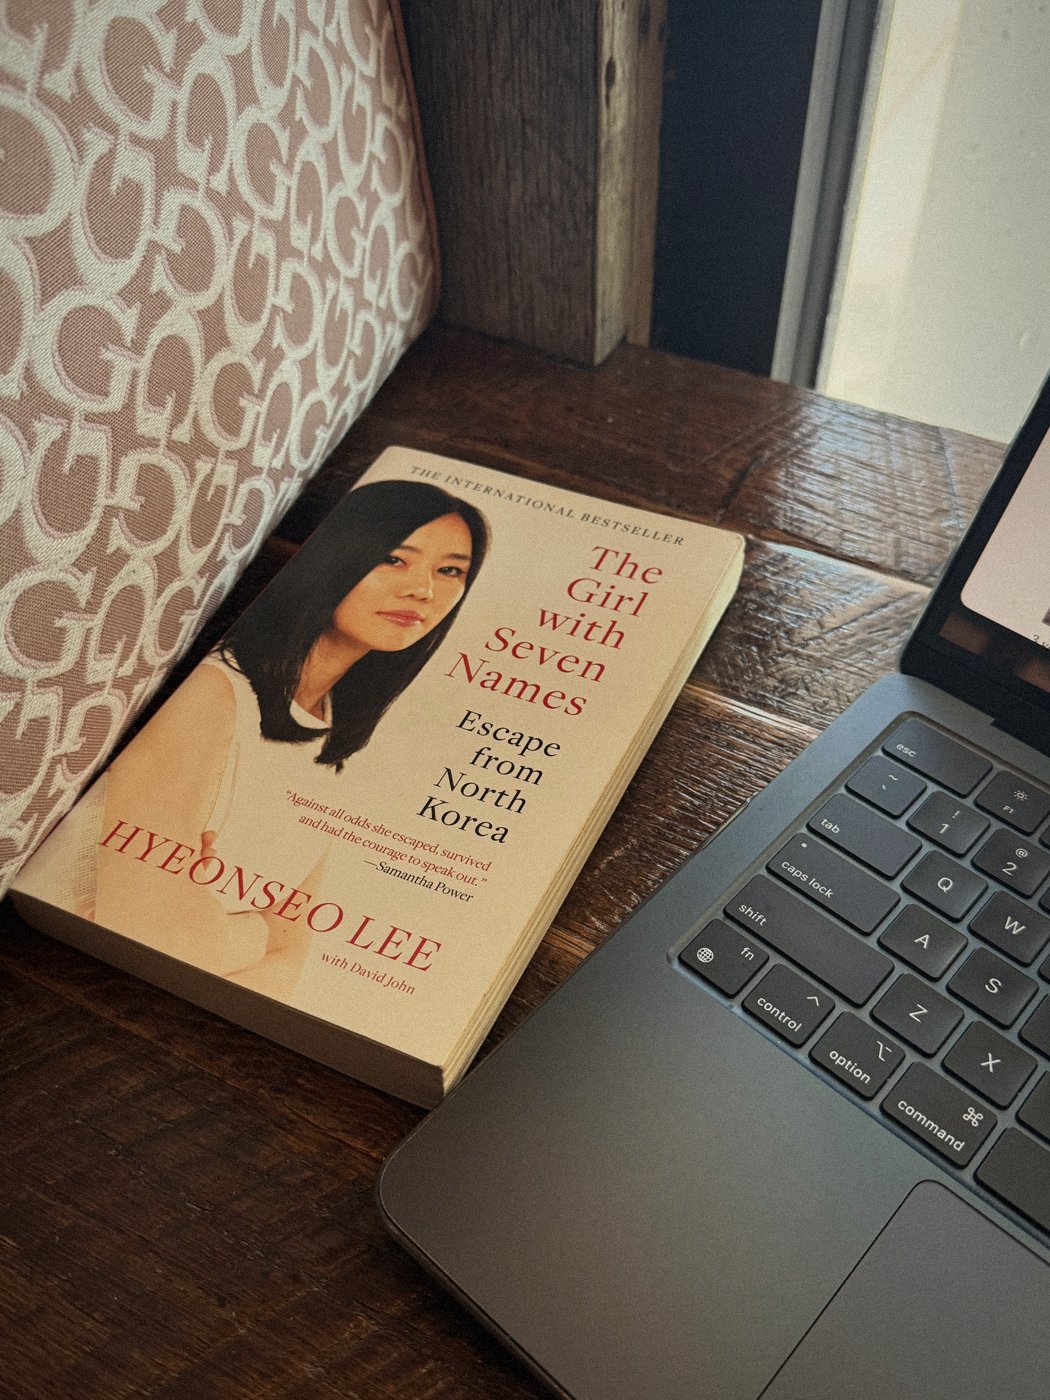 THE INTERNATIONAL BESTSELLER
The
Girl
with
Seven
Names
Escape
from
North
Korea
“Against all odds she escaped, survived
and had the courage to speak out.”
—Samantha Power
HYEONSEO LEE
with David John
esc
~
F1
!
1
@
2
tab
Q
W
caps lock
A
S
shift
Z
X
fn
control
option
command